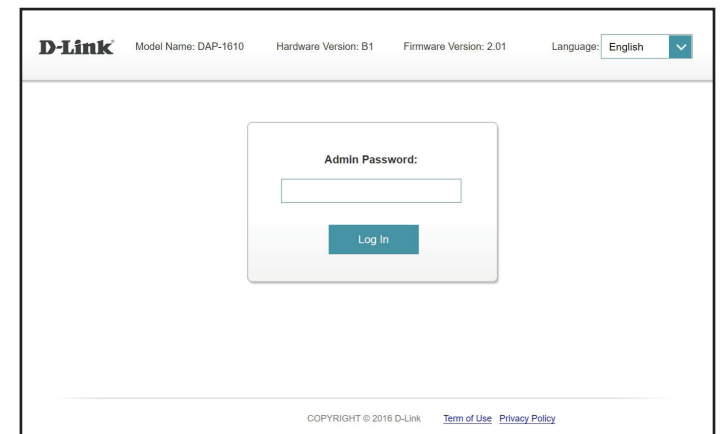 D-Link Model Name: DAP-1610 Hardware Version: B1 Firmware Version: 2.01 Language: English
Admin Password:
Log In
COPYRIGHT © 2016 D-Link Term of Use Privacy Policy